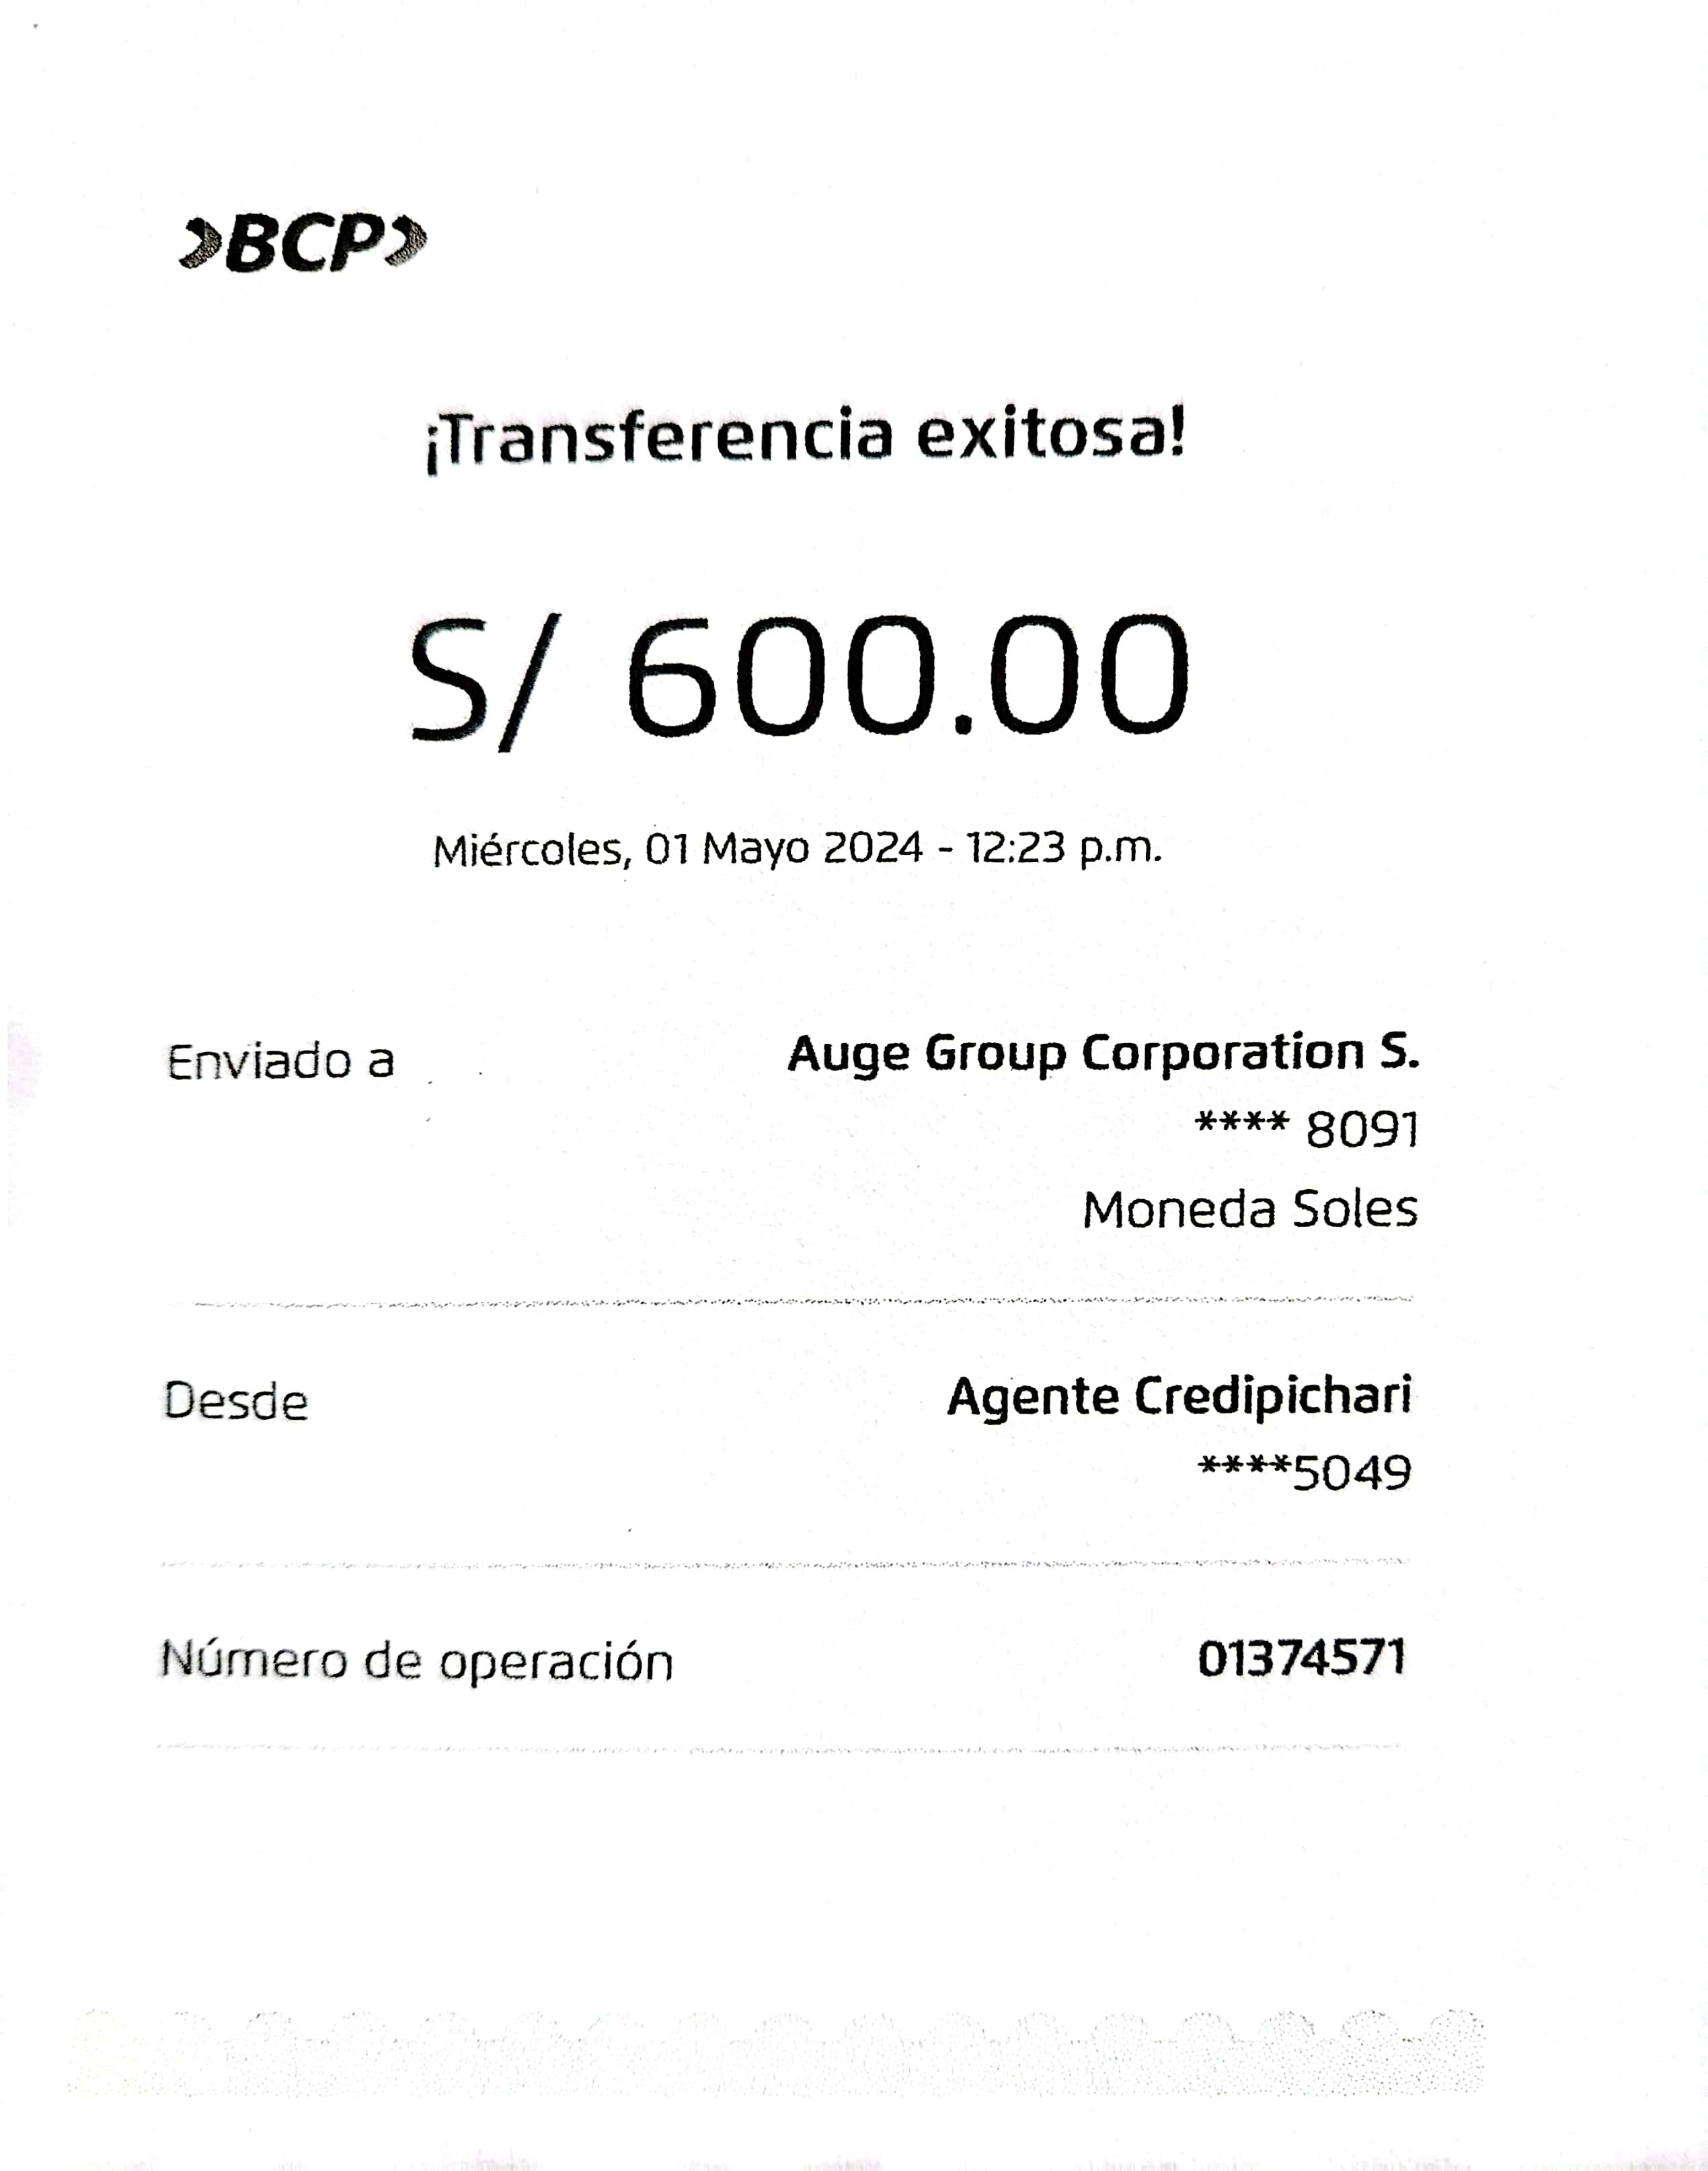 BCP
¡Transferencia exitosa!
S/ 600.00
Miércoles, 01 Mayo 2024 - 12:23 p.m.
Enviado a Auge Group Corporation S.
**** 8091
Moneda Soles
Desde Agente Credipichari
****5049
Número de operación 01374571